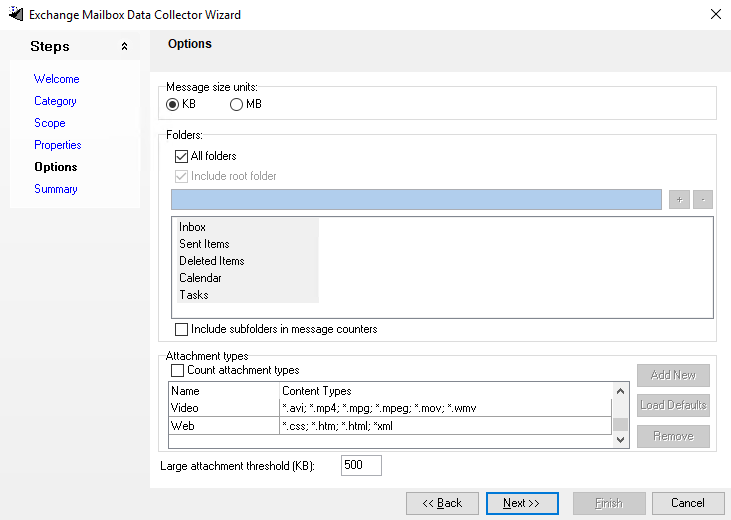 Exchange Mailbox Data Collector Wizard
Steps
Welcome
Category
Scope
Properties
Options
Summary
Options
Message size units:
KB MB
Folders:
All folders
Include root folder
+ -
Inbox
Sent Items
Deleted Items
Calendar
Tasks
Include subfolders in message counters
Attachment types
Count attachment types
Name Content Types
Video *.avi; *.mp4; *.mpg; *.mpeg; *.mov; *.wmv
Web *.css; *.htm; *.html; *xml
Add New
Load Defaults
Remove
Large attachment threshold (KB): 500
<< Back Next >> Finish Cancel